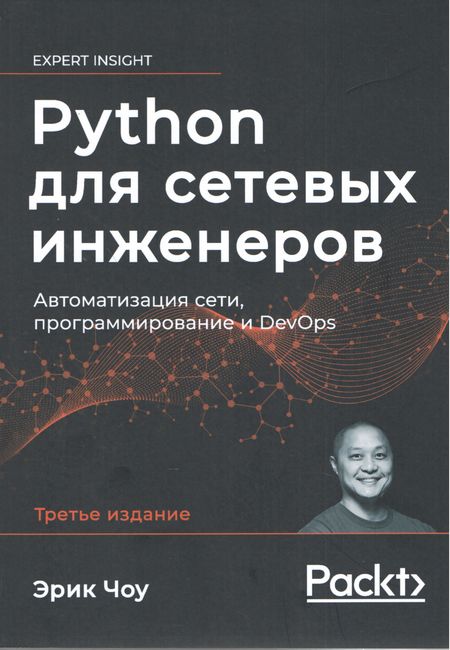 EXPERT INSIGHT
Python
для сетевых
инженеров
Автоматизация сети,
программирование и DevOps
Третье издание
Эрик Чоу
Packt>